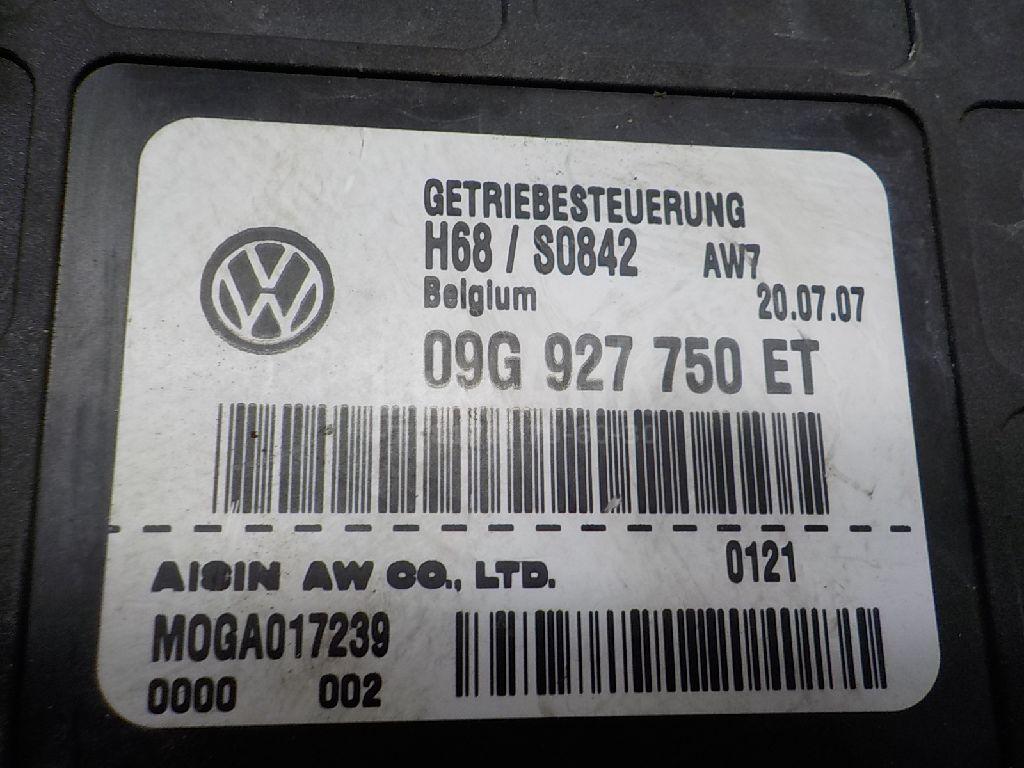 GETRIEBESTEUERUNG
H68 / S0842 AW7
Belgium 20.07.07
09G 927 750 ET
AISIN AW CO., LTD. 0121
MOGA017239
0000 002